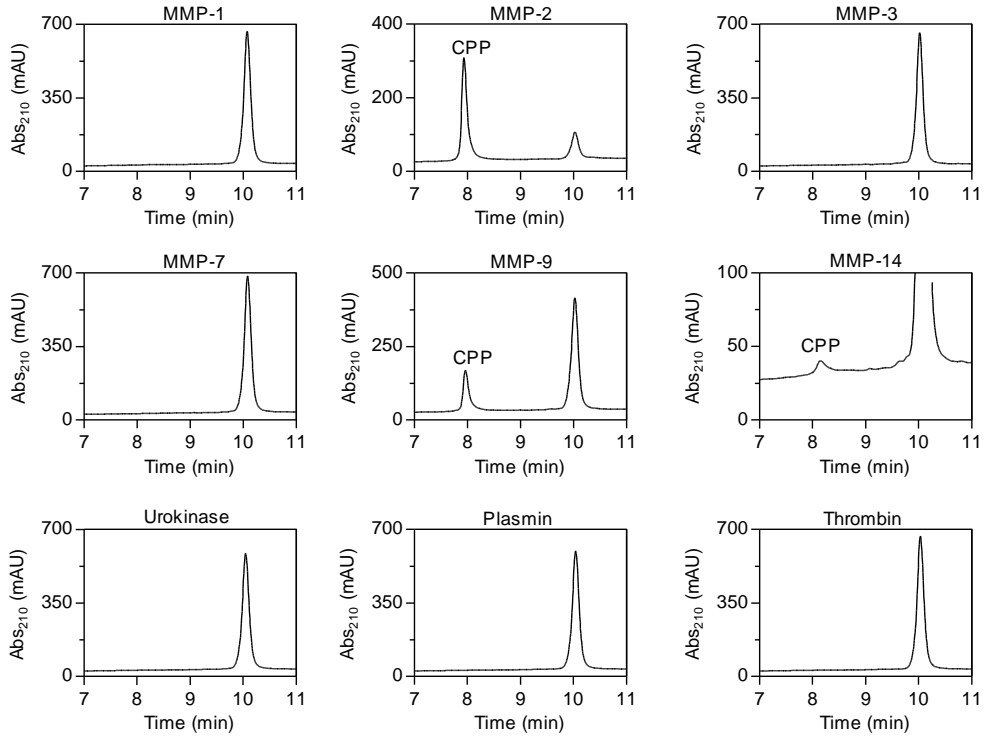 MMP-1 MMP-2 MMP-3
700 400 700
CPP
Abs210 (mAU) Abs210 (mAU) Abs210 (mAU)
350 200 350
0 0 0
7 8 9 10 11 7 8 9 10 11 7 8 9 10 11
Time (min) Time (min) Time (min)
MMP-7 MMP-9 MMP-14
700 500 100
Abs210 (mAU) Abs210 (mAU) Abs210 (mAU)
350 250 50
CPP CPP
0 0 0
7 8 9 10 11 7 8 9 10 11 7 8 9 10 11
Time (min) Time (min) Time (min)
Urokinase Plasmin Thrombin
700 700 700
Abs210 (mAU) Abs210 (mAU) Abs210 (mAU)
350 350 350
0 0 0
7 8 9 10 11 7 8 9 10 11 7 8 9 10 11
Time (min) Time (min) Time (min)